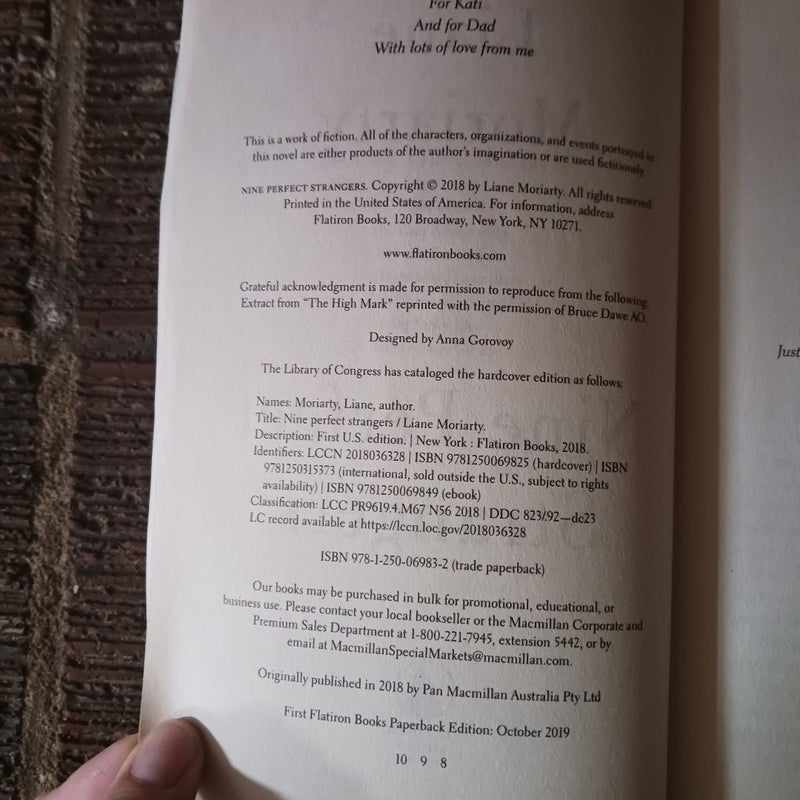 For Kati
And for Dad
With lots of love from me
This is a work of fiction. All of the characters, organizations, and events portrayed in
this novel are either products of the author's imagination or are used fictitiously.
NINE PERFECT STRANGERS. Copyright © 2018 by Liane Moriarty. All rights reserved.
Printed in the United States of America. For information, address
Flatiron Books, 120 Broadway, New York, NY 10271.
www.flatironbooks.com
Grateful acknowledgment is made for permission to reproduce from the following:
Extract from “The High Mark” reprinted with the permission of Bruce Dawe AO.
Designed by Anna Gorovoy
The Library of Congress has cataloged the hardcover edition as follows:
Names: Moriarty, Liane, author.
Title: Nine perfect strangers / Liane Moriarty.
Description: First U.S. edition. | New York : Flatiron Books, 2018.
Identifiers: LCCN 2018036328 | ISBN 9781250069825 (hardcover) | ISBN
9781250315373 (international, sold outside the U.S., subject to rights
availability) | ISBN 9781250069849 (ebook)
Classification: LCC PR9619.4.M67 N56 2018 | DDC 823/.92—dc23
LC record available at https://lccn.loc.gov/2018036328
ISBN 978-1-250-06983-2 (trade paperback)
Our books may be purchased in bulk for promotional, educational, or
business use. Please contact your local bookseller or the Macmillan Corporate and
Premium Sales Department at 1-800-221-7945, extension 5442, or by
email at MacmillanSpecialMarkets@macmillan.com.
Originally published in 2018 by Pan Macmillan Australia Pty Ltd
First Flatiron Books Paperback Edition: October 2019
10 9 8
Just